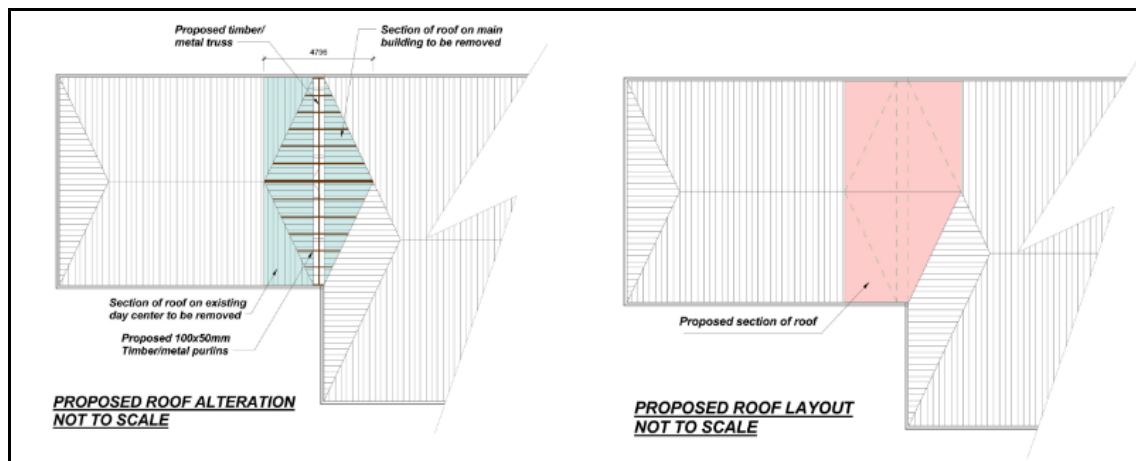 Proposed timber/
metal truss
Section of roof on main
building to be removed
4796
Section of roof on existing
day center to be removed
Proposed 100x50mm
Timber/metal purlins
PROPOSED ROOF ALTERATION
NOT TO SCALE
Proposed section of roof
PROPOSED ROOF LAYOUT
NOT TO SCALE